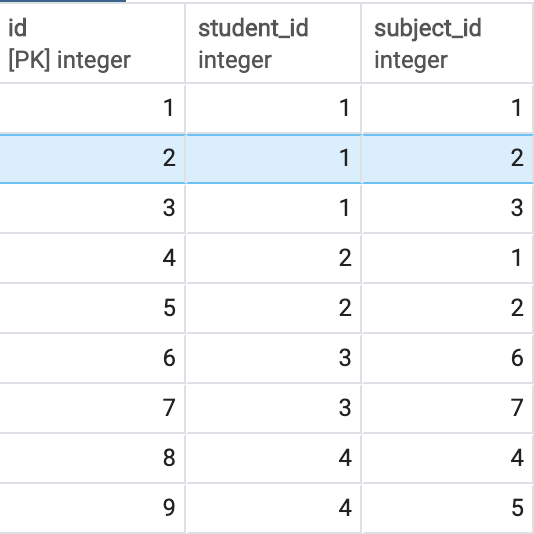 id student_id subject_id
[PK] integer integer integer
1 1 1
2 1 2
3 1 3
4 2 1
5 2 2
6 3 6
7 3 7
8 4 4
9 4 5